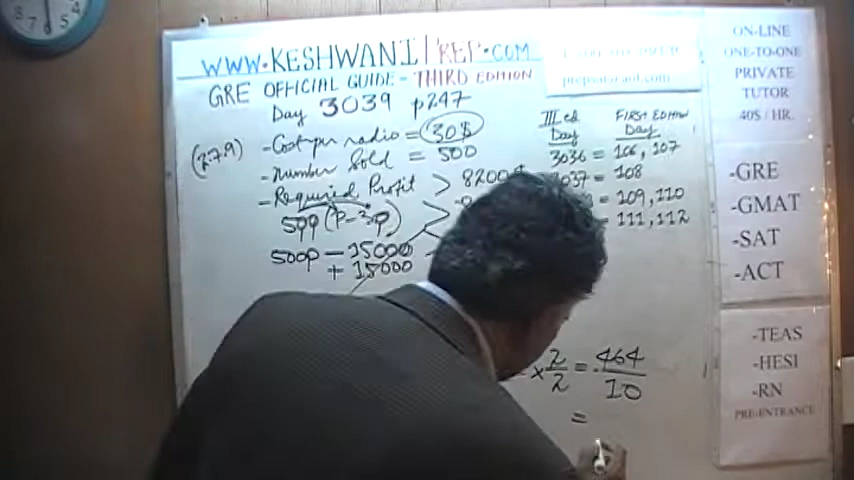 WWW.KESHWANIPREP.COM
GRE OFFICIAL GUIDE - THIRD EDITION
Day 3039 p247
(7.7.9)
-Cost per radio = 30$
-Number Sold = 500
-Required Profit > 8200$
500(P-30)
>
500P - 15000
+ 15000
III ed FIRST EDITION
Day Day
3036 = 106, 107
3037 = 108
= 109, 110
= 111, 112
× 2/2 = 464/10
=
ON-LINE
ONE-TO-ONE
PRIVATE
TUTOR
40$ / HR.
-GRE
-GMAT
-SAT
-ACT
-TEAS
-HESI
-RN
PRE-ENTRANCE